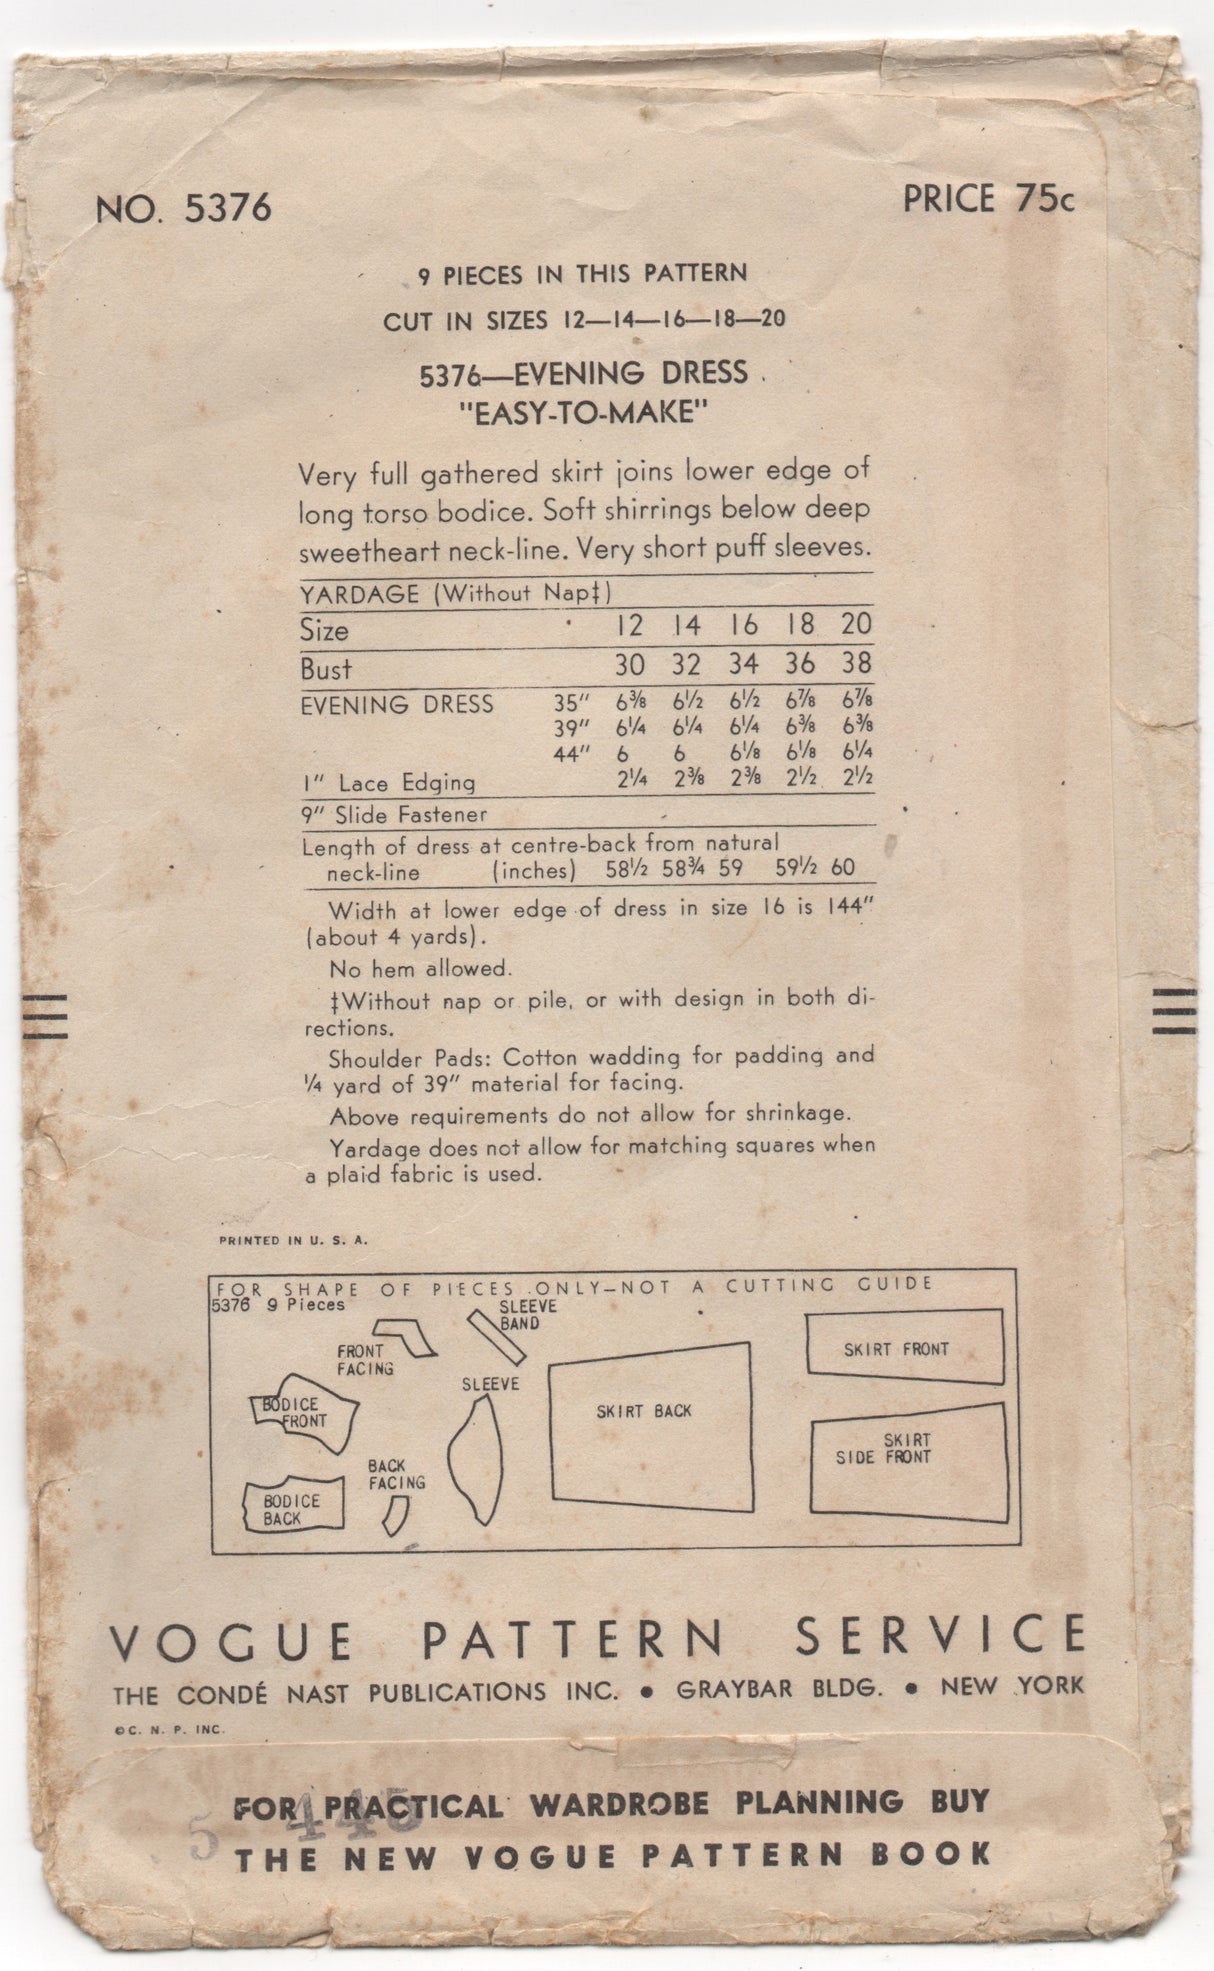 NO. 5376
PRICE 75c
9 PIECES IN THIS PATTERN
CUT IN SIZES 12—14—16—18—20
5376—EVENING DRESS
"EASY-TO-MAKE"
Very full gathered skirt joins lower edge of
long torso bodice. Soft shirrings below deep
sweetheart neck-line. Very short puff sleeves.
YARDAGE (Without Nap‡)
Size 12 14 16 18 20
Bust 30 32 34 36 38
EVENING DRESS 35" 6⅜ 6½ 6½ 6⅞ 6⅞
39" 6¼ 6¼ 6¼ 6⅜ 6⅜
44" 6 6 6⅛ 6⅛ 6¼
1" Lace Edging 2¼ 2⅜ 2⅜ 2½ 2½
9" Slide Fastener
Length of dress at centre-back from natural
neck-line (inches) 58½ 58¾ 59 59½ 60
Width at lower edge of dress in size 16 is 144"
(about 4 yards).
No hem allowed.
‡Without nap or pile, or with design in both di-
rections.
Shoulder Pads: Cotton wadding for padding and
¼ yard of 39" material for facing.
Above requirements do not allow for shrinkage.
Yardage does not allow for matching squares when
a plaid fabric is used.
PRINTED IN U. S. A.
FOR SHAPE OF PIECES ONLY—NOT A CUTTING GUIDE
5376 9 Pieces
SLEEVE
BAND
FRONT
FACING
SKIRT FRONT
SLEEVE
BODICE
FRONT
SKIRT BACK
SKIRT
SIDE FRONT
BACK
FACING
BODICE
BACK
VOGUE PATTERN SERVICE
THE CONDÉ NAST PUBLICATIONS INC. • GRAYBAR BLDG. • NEW YORK
©C. N. P. INC.
5 445
FOR PRACTICAL WARDROBE PLANNING BUY
THE NEW VOGUE PATTERN BOOK